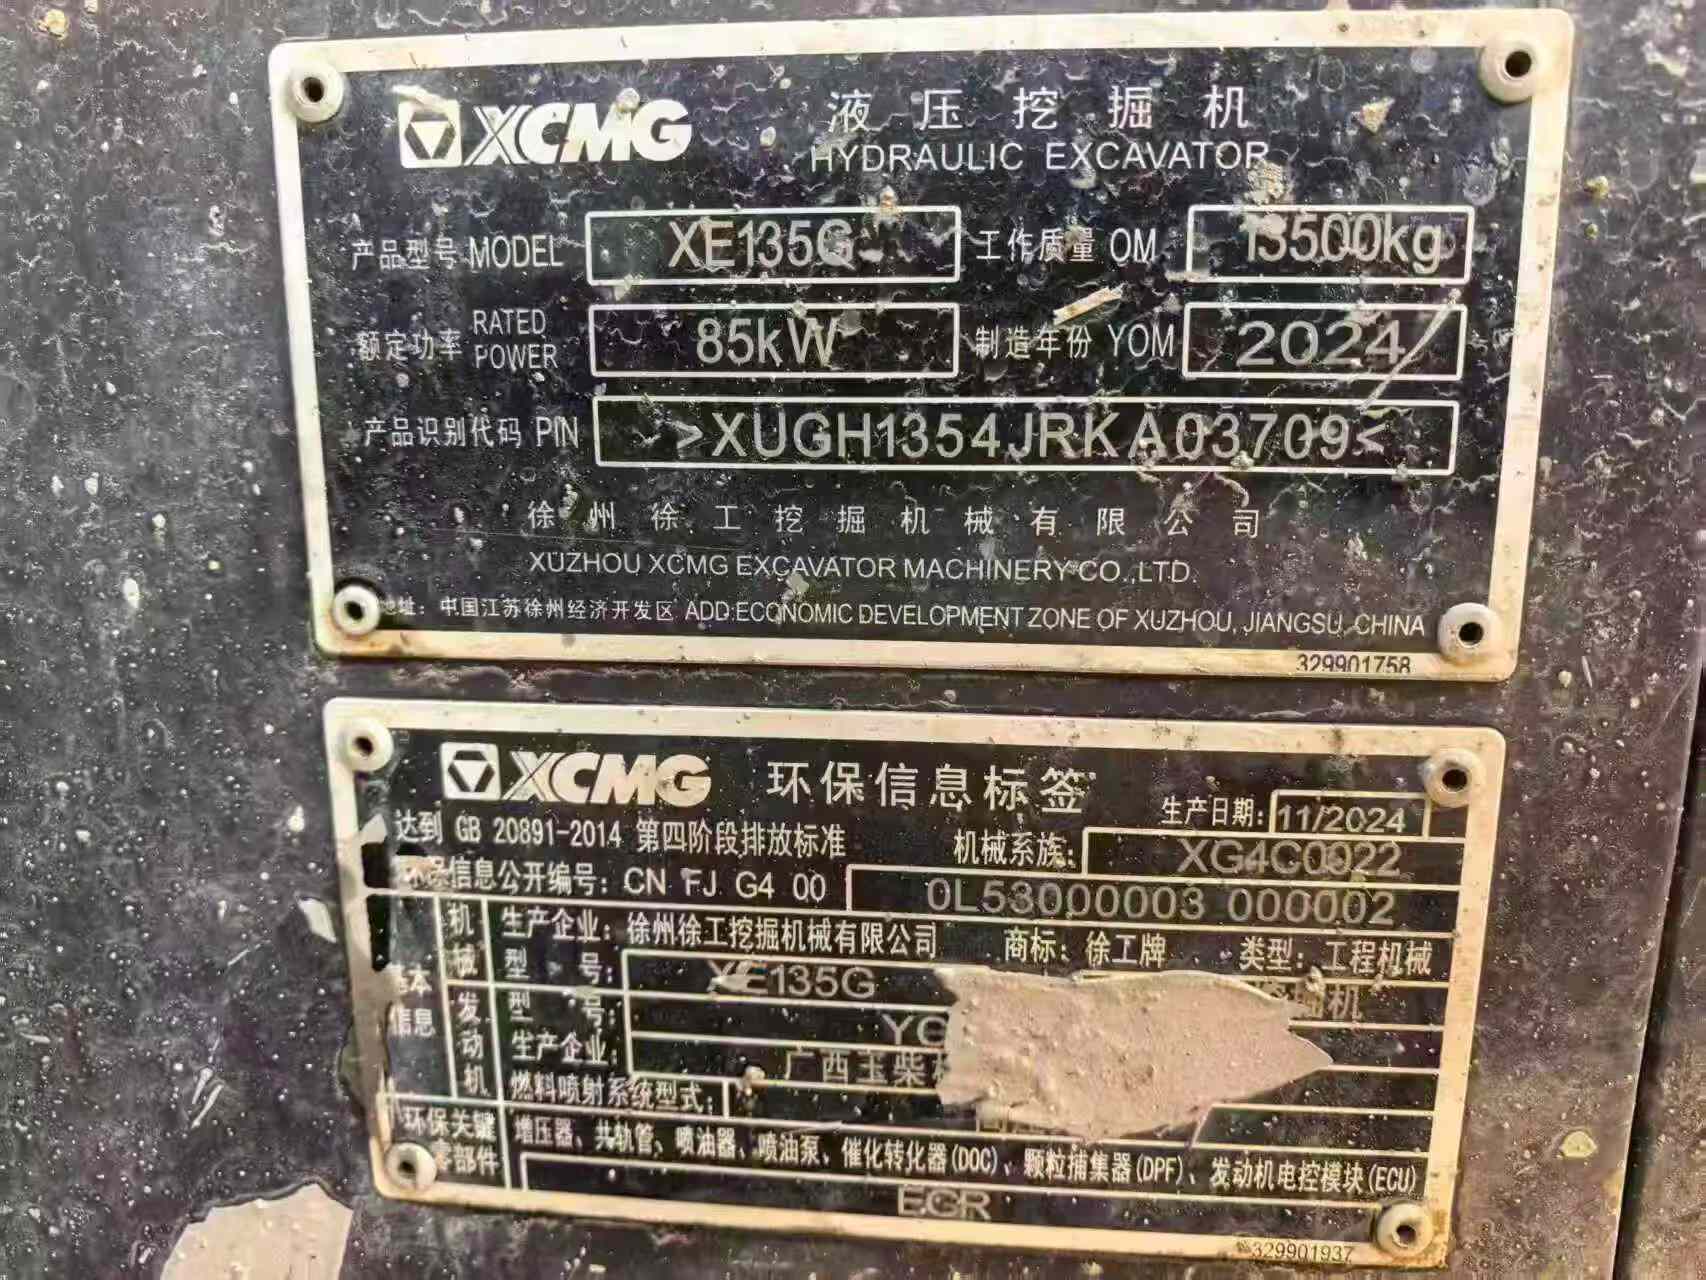 XCMG 液压挖掘机
HYDRAULIC EXCAVATOR
产品型号 MODEL XE135G 工作质量 OM 13500kg
额定功率 RATED POWER 85kW 制造年份 YOM 2024
产品识别代码 PIN >XUGH1354JRKA03709<
徐州徐工挖掘机械有限公司
XUZHOU XCMG EXCAVATOR MACHINERY CO.,LTD.
地址：中国江苏徐州经济开发区 ADD:ECONOMIC DEVELOPMENT ZONE OF XUZHOU, JIANGSU, CHINA
329901758
XCMG 环保信息标签 生产日期: 11/2024
达到 GB 20891-2014 第四阶段排放标准 机械系族: XG4C0022
环保信息公开编号: CN FJ G4 00 0L53000003 000002
基本信息
机械 生产企业: 徐州徐工挖掘机械有限公司 商标: 徐工牌 类型: 工程机械
型号: XE135G 挖掘机
发动机 型号: YC
生产企业: 广西玉柴
燃料喷射系统型式:
环保关键零部件 增压器、共轨管、喷油器、喷油泵、催化转化器(DOC)、颗粒捕集器(DPF)、发动机电控模块(ECU)
EGR
329901937